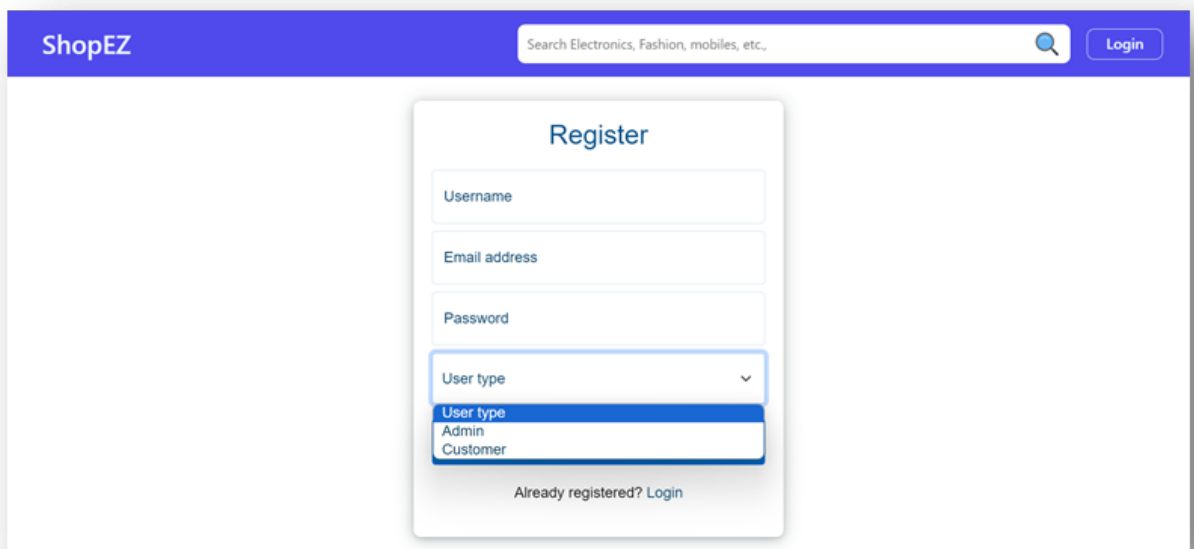 ShopEZ
Search Electronics, Fashion, mobiles, etc.,
Login
Register
Username
Email address
Password
User type
User type
Admin
Customer
Already registered? Login